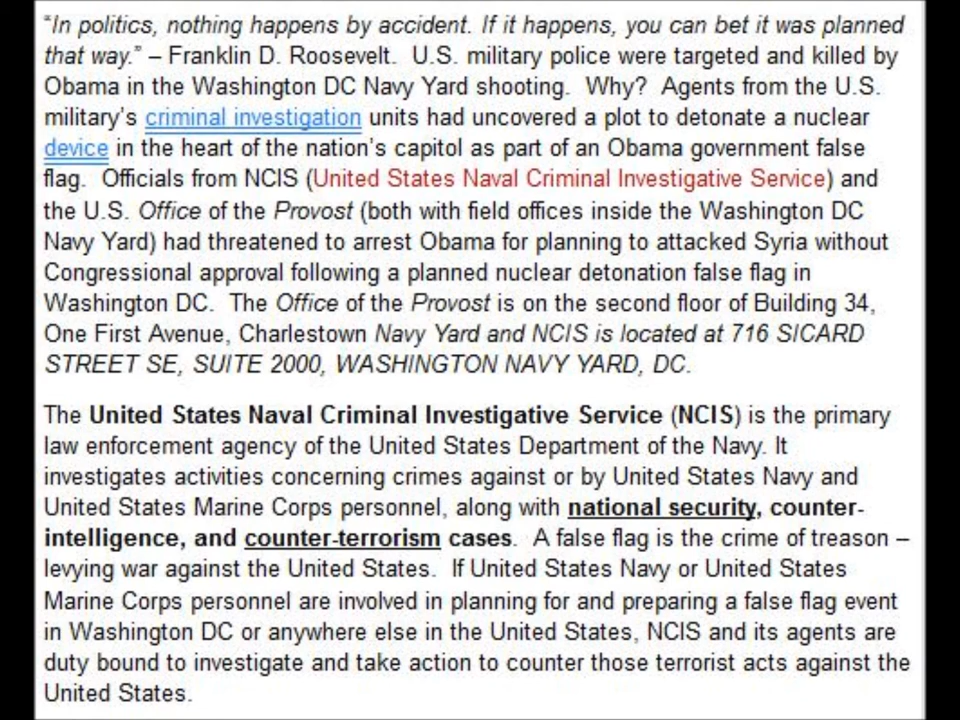 “In politics, nothing happens by accident. If it happens, you can bet it was planned
that way.” – Franklin D. Roosevelt.  U.S. military police were targeted and killed by
Obama in the Washington DC Navy Yard shooting.  Why?  Agents from the U.S.
military’s criminal investigation units had uncovered a plot to detonate a nuclear
device in the heart of the nation’s capitol as part of an Obama government false
flag.  Officials from NCIS (United States Naval Criminal Investigative Service) and
the U.S. Office of the Provost (both with field offices inside the Washington DC
Navy Yard) had threatened to arrest Obama for planning to attacked Syria without
Congressional approval following a planned nuclear detonation false flag in
Washington DC.  The Office of the Provost is on the second floor of Building 34,
One First Avenue, Charlestown Navy Yard and NCIS is located at 716 SICARD
STREET SE, SUITE 2000, WASHINGTON NAVY YARD, DC.
The United States Naval Criminal Investigative Service (NCIS) is the primary
law enforcement agency of the United States Department of the Navy. It
investigates activities concerning crimes against or by United States Navy and
United States Marine Corps personnel, along with national security, counter-
intelligence, and counter-terrorism cases.  A false flag is the crime of treason –
levying war against the United States.  If United States Navy or United States
Marine Corps personnel are involved in planning for and preparing a false flag event
in Washington DC or anywhere else in the United States, NCIS and its agents are
duty bound to investigate and take action to counter those terrorist acts against the
United States.